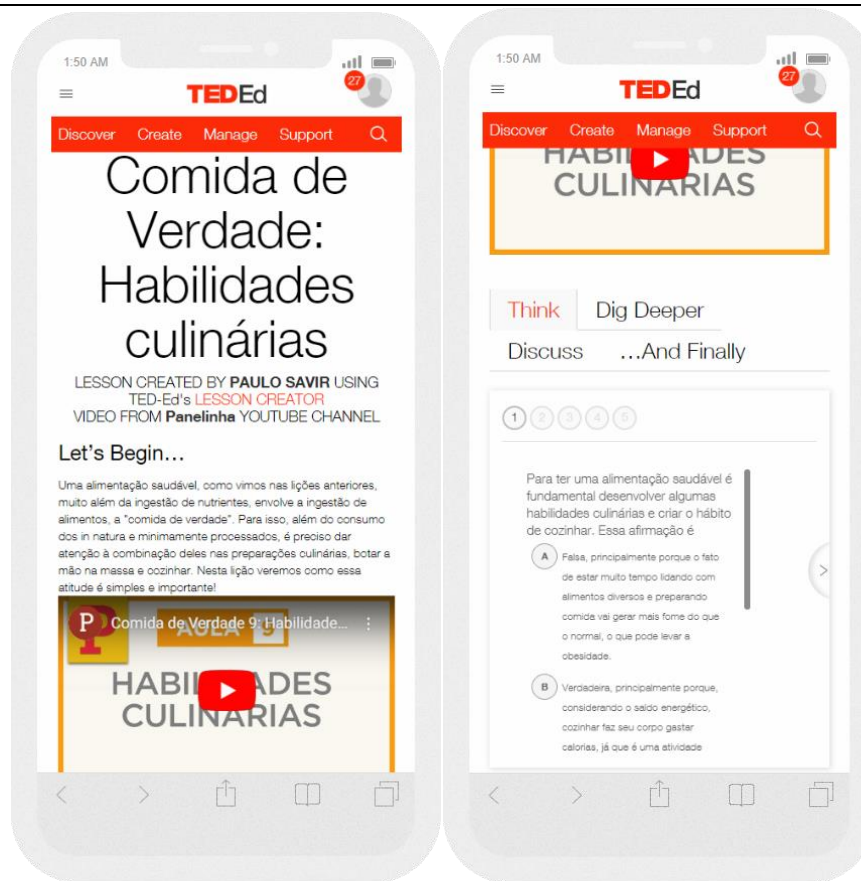 1:50 AM
27
TEDEd
Discover Create Manage Support
Comida de
Verdade:
Habilidades
culinárias
LESSON CREATED BY PAULO SAVIR USING
TED-Ed's LESSON CREATOR
VIDEO FROM Panelinha YOUTUBE CHANNEL
Let's Begin…
Uma alimentação saudável, como vimos nas lições anteriores,
muito além da ingestão de nutrientes, envolve a ingestão de
alimentos, a "comida de verdade". Para isso, além do consumo
dos in natura e minimamente processados, é preciso dar
atenção à combinação deles nas preparações culinárias, botar a
mão na massa e cozinhar. Nesta lição veremos como essa
atitude é simples e importante!
P Comida de Verdade 9: Habilidade...
AULA 9
HABILIDADES
CULINÁRIAS
1:50 AM
27
TEDEd
Discover Create Manage Support
HABILIDADES
CULINÁRIAS
Think Dig Deeper
Discuss …And Finally
1 2 3 4 5
Para ter uma alimentação saudável é
fundamental desenvolver algumas
habilidades culinárias e criar o hábito
de cozinhar. Essa afirmação é
A Falsa, principalmente porque o fato
de estar muito tempo lidando com
alimentos diversos e preparando
comida vai gerar mais fome do que
o normal, o que pode levar a
obesidade.
B Verdadeira, principalmente porque,
considerando o saldo energético,
cozinhar faz seu corpo gastar
calorias, já que é uma atividade